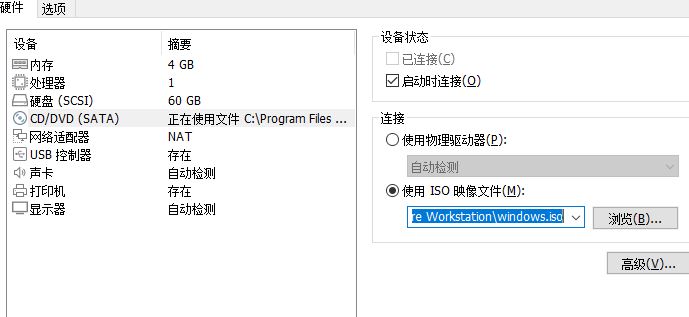 硬件 选项
设备 摘要
内存 4 GB
处理器 1
硬盘 (SCSI) 60 GB
CD/DVD (SATA) 正在使用文件 C:\Program Files ...
网络适配器 NAT
USB 控制器 存在
声卡 自动检测
打印机 存在
显示器 自动检测
设备状态
已连接(C)
启动时连接(O)
连接
使用物理驱动器(P):
自动检测
使用 ISO 映像文件(M):
re Workstation\windows.iso
浏览(B)...
高级(V)...